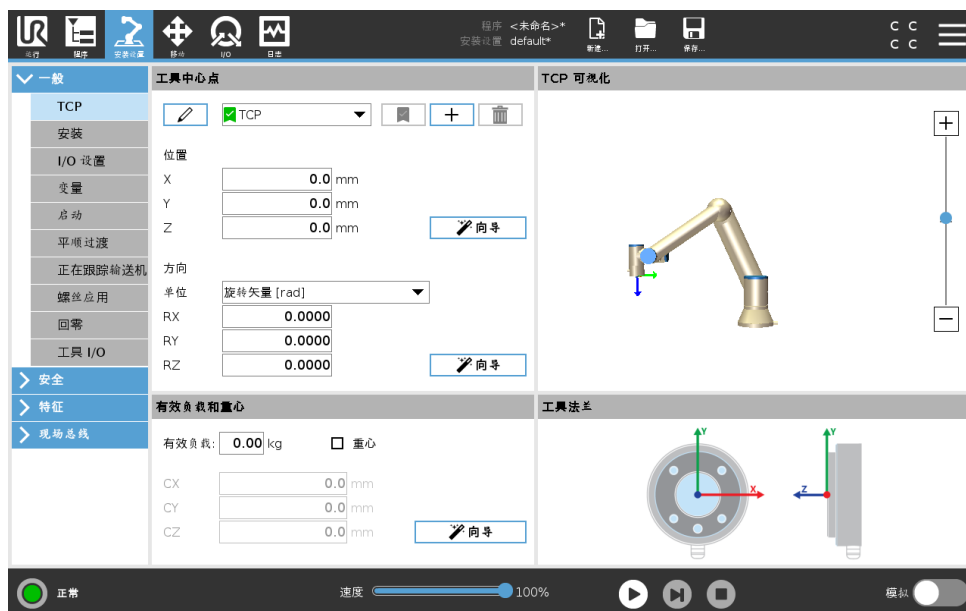 UR
运行
程序
安装设置
移动
I/O
日志
程序 <未命名>*
安装设置 default*
新建...
打开...
保存...
C C
C C
一般
TCP
安装
I/O 设置
变量
启动
平顺过渡
正在跟踪输送机
螺丝应用
回零
工具 I/O
安全
特征
现场总线
工具中心点
TCP
位置
X 0.0 mm
Y 0.0 mm
Z 0.0 mm
向导
方向
单位 旋转矢量 [rad]
RX 0.0000
RY 0.0000
RZ 0.0000
向导
TCP 可视化
有效负载和重心
有效负载: 0.00 kg 重心
CX 0.0 mm
CY 0.0 mm
CZ 0.0 mm
向导
工具法兰
Y
X
Y
Z
正常
速度 100%
模拟